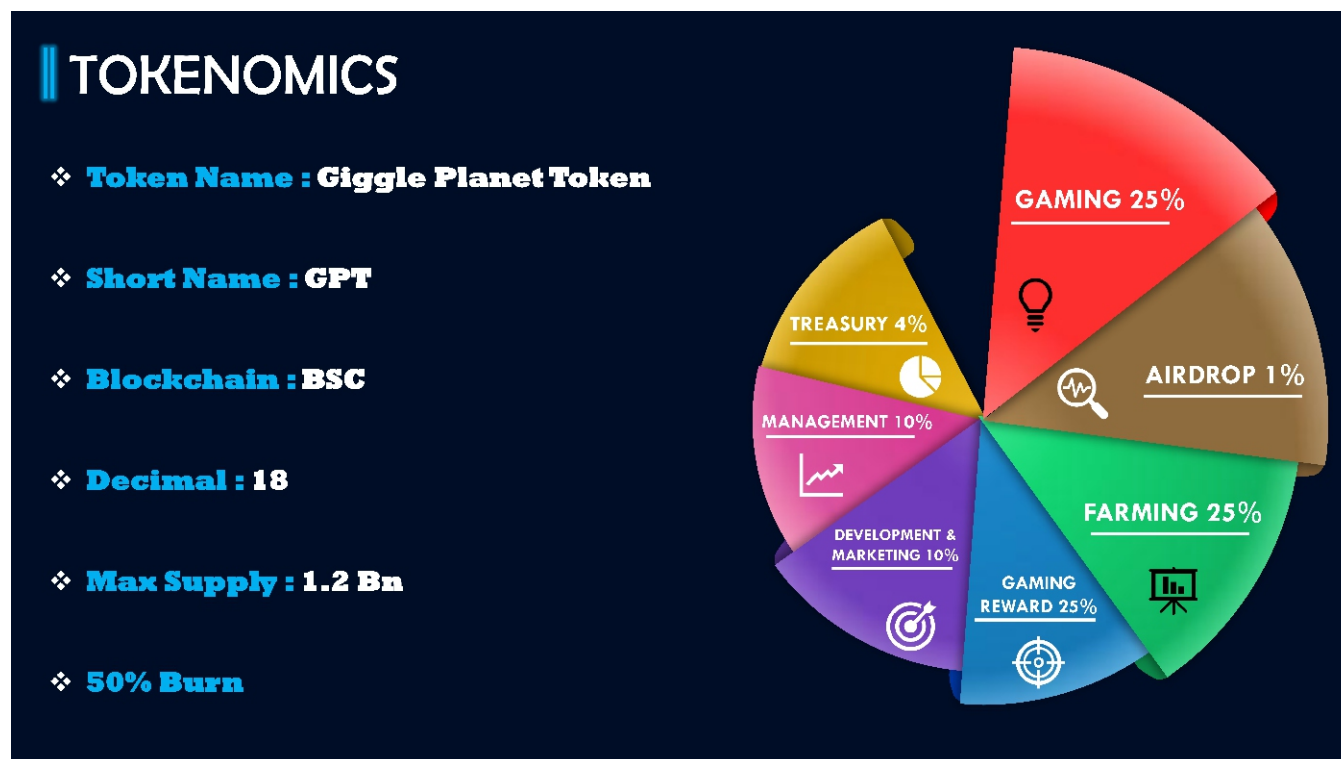 TOKENOMICS
Token Name : Giggle Planet Token
Short Name : GPT
Blockchain : BSC
Decimal : 18
Max Supply : 1.2 Bn
50% Burn
GAMING 25%
AIRDROP 1%
FARMING 25%
GAMING
REWARD 25%
DEVELOPMENT &
MARKETING 10%
MANAGEMENT 10%
TREASURY 4%